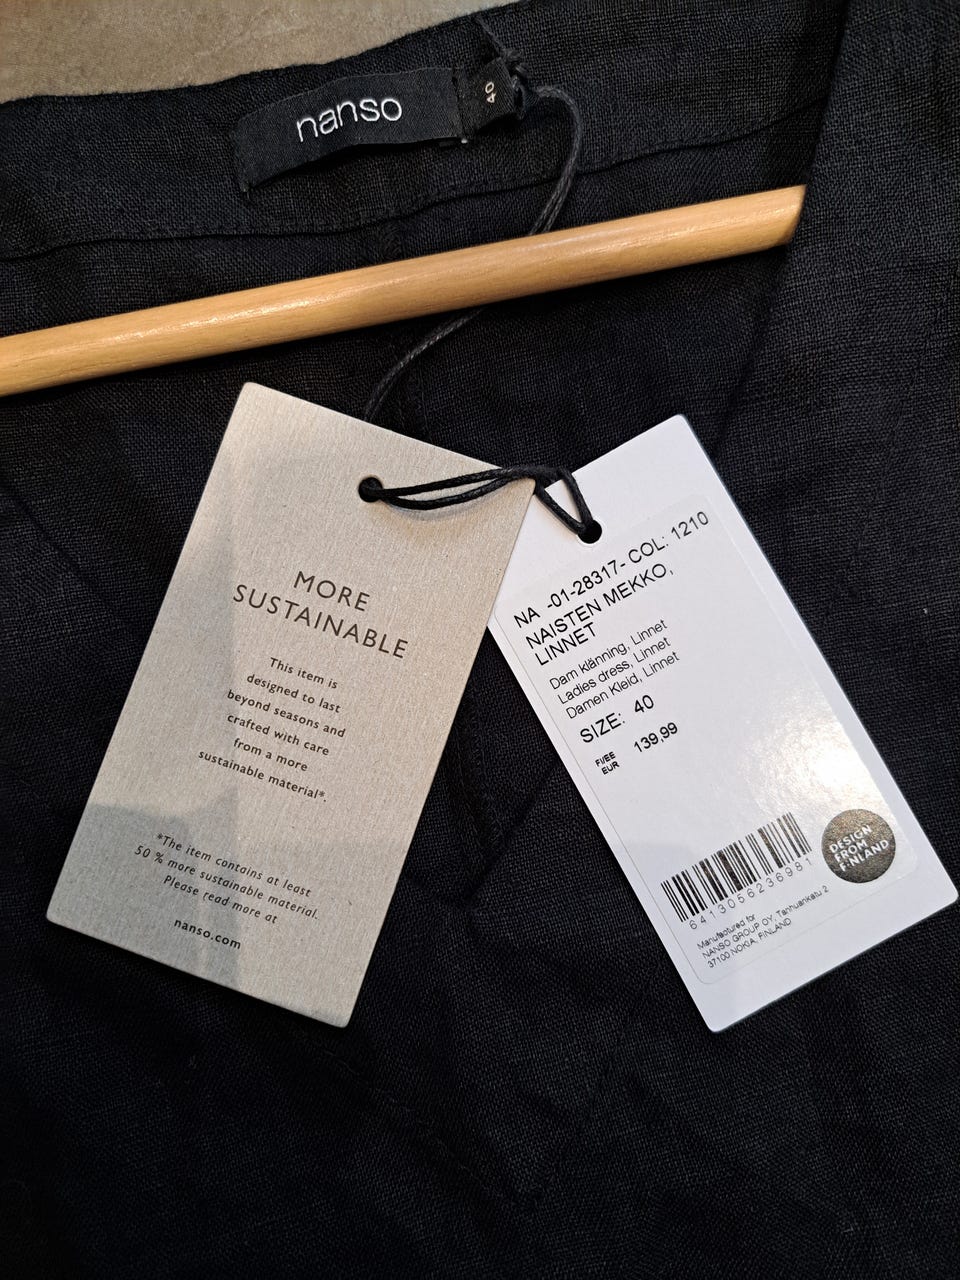 nanso
40
MORE
SUSTAINABLE
This item is
designed to last
beyond seasons and
crafted with care
from a more
sustainable material*.
*The item contains at least
50 % more sustainable material.
Please read more at
nanso.com
NA -01-28317- COL: 1210
NAISTEN MEKKO,
LINNET
Dam Klänning, Linnet
Ladies dress, Linnet
Damen Kleid, Linnet
SIZE: 40
FI/EE
EUR 139,99
6413056236981
DESIGN
FROM
FINLAND
Manufactured for
NANSO GROUP OY, Tanhuankatu 2
37100 NOKIA, FINLAND